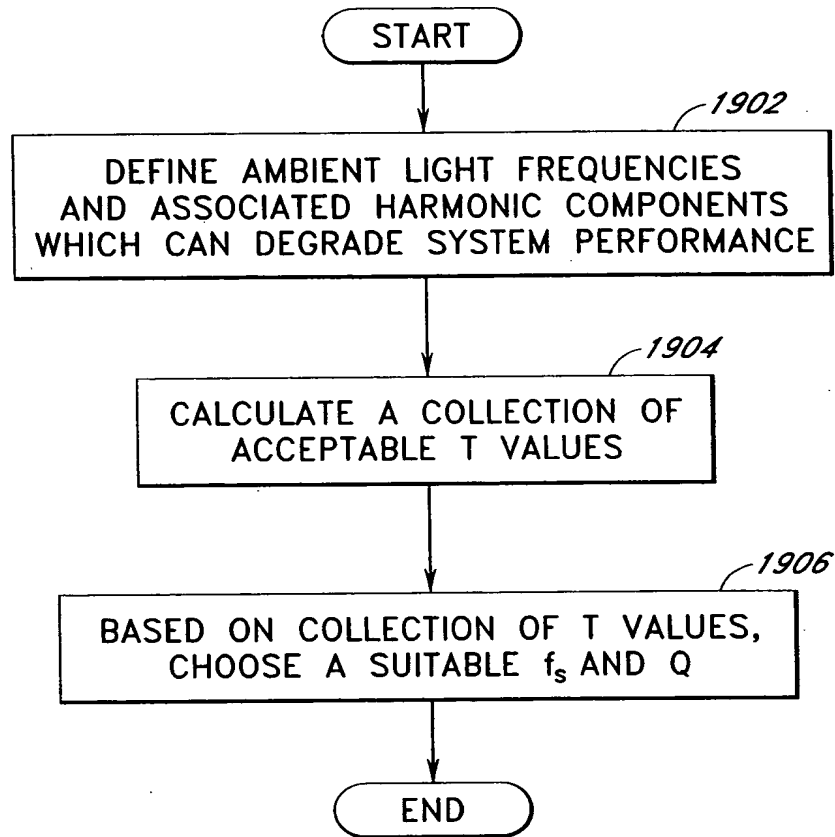 START
1902
DEFINE AMBIENT LIGHT FREQUENCIES
AND ASSOCIATED HARMONIC COMPONENTS
WHICH CAN DEGRADE SYSTEM PERFORMANCE
1904
CALCULATE A COLLECTION OF
ACCEPTABLE T VALUES
1906
BASED ON COLLECTION OF T VALUES,
CHOOSE A SUITABLE fs AND Q
END